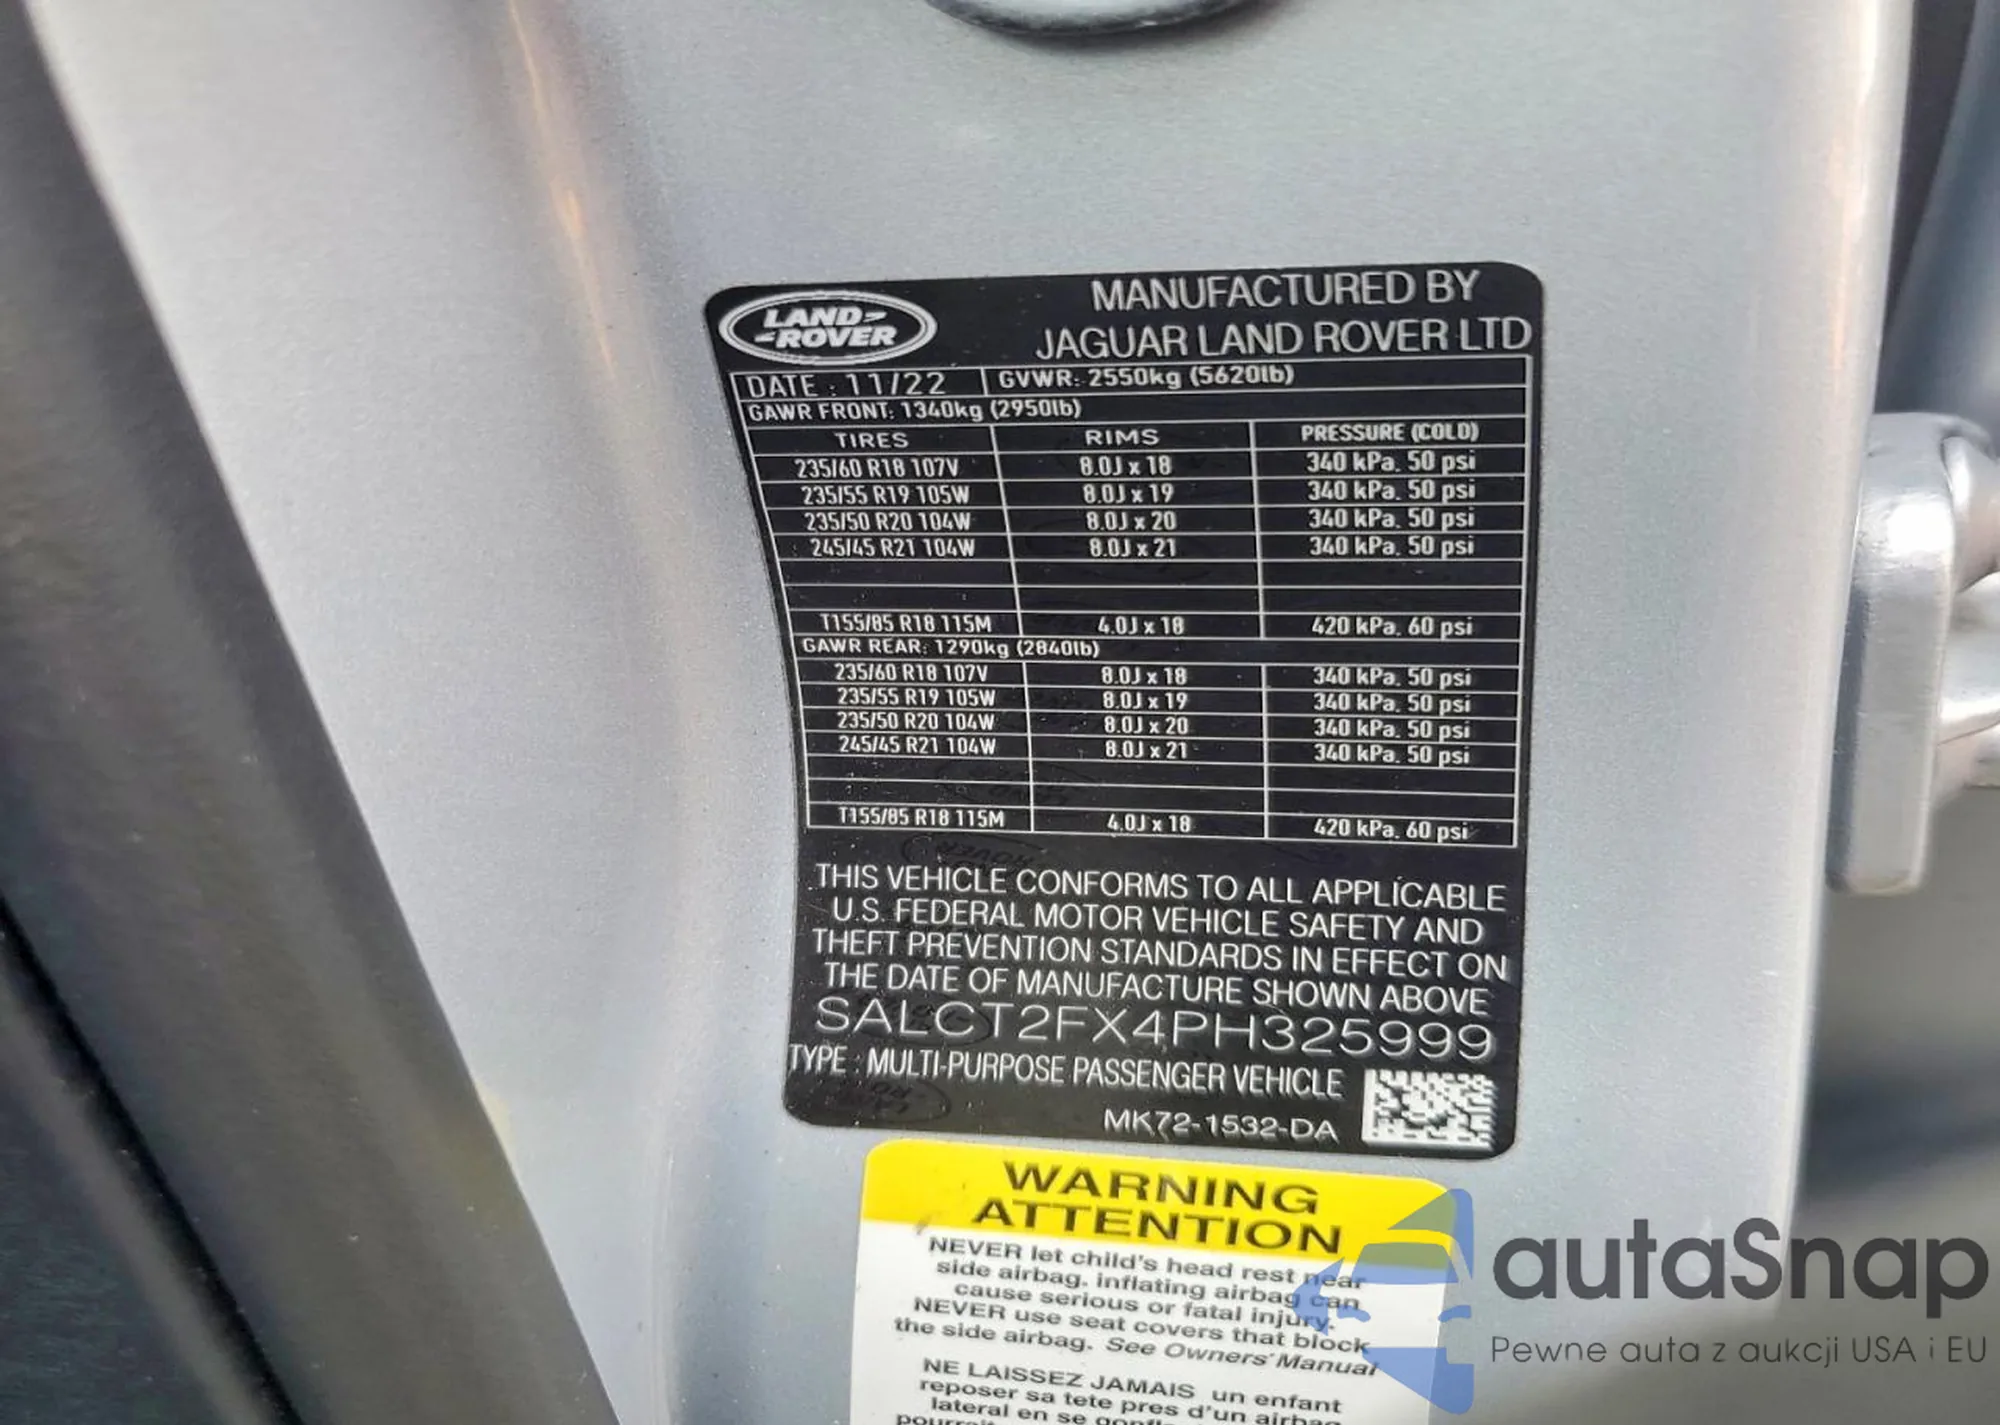 LAND
ROVER
MANUFACTURED BY
JAGUAR LAND ROVER LTD
DATE : 11/22 GVWR: 2550kg (5620lb)
GAWR FRONT: 1340kg (2950lb)
TIRES RIMS PRESSURE (COLD)
235/60 R18 107V 8.0J x 18 340 kPa. 50 psi
235/55 R19 105W 8.0J x 19 340 kPa. 50 psi
235/50 R20 104W 8.0J x 20 340 kPa. 50 psi
245/45 R21 104W 8.0J x 21 340 kPa. 50 psi
T155/85 R18 115M 4.0J x 18 420 kPa. 60 psi
GAWR REAR: 1290kg (2840lb)
235/60 R18 107V 8.0J x 18 340 kPa. 50 psi
235/55 R19 105W 8.0J x 19 340 kPa. 50 psi
235/50 R20 104W 8.0J x 20 340 kPa. 50 psi
245/45 R21 104W 8.0J x 21 340 kPa. 50 psi
T155/85 R18 115M 4.0J x 18 420 kPa. 60 psi
THIS VEHICLE CONFORMS TO ALL APPLICABLE
U.S. FEDERAL MOTOR VEHICLE SAFETY AND
THEFT PREVENTION STANDARDS IN EFFECT ON
THE DATE OF MANUFACTURE SHOWN ABOVE
SALCT2FX4PH325999
TYPE : MULTI-PURPOSE PASSENGER VEHICLE
MK72-1532-DA
WARNING
ATTENTION
NEVER let child's head rest near
side airbag. inflating airbag can
cause serious or fatal injury.
NEVER use seat covers that block
the side airbag. See Owners' Manual
NE LAISSEZ JAMAIS un enfant
reposer sa tete pres d'un airbag
lateral en se
autaSnap
Pewne auta z aukcji USA i EU